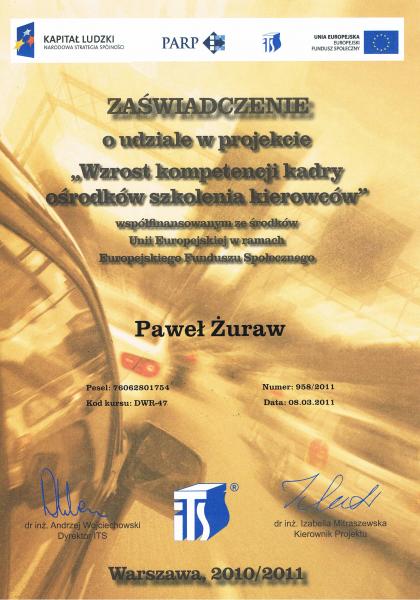 KAPITAŁ LUDZKI
NARODOWA STRATEGIA SPÓJNOŚCI
PARP
ITS
UNIA EUROPEJSKA
EUROPEJSKI
FUNDUSZ SPOŁECZNY
ZAŚWIADCZENIE
o udziale w projekcie
„Wzrost kompetencji kadry
ośrodków szkolenia kierowców”
współfinansowanym ze środków
Unii Europejskiej w ramach
Europejskiego Funduszu Społecznego
Paweł Żuraw
Pesel: 76062801754
Numer: 958/2011
Kod kursu: DWR-47
Data: 08.03.2011
dr inż. Andrzej Wojciechowski
Dyrektor ITS
ITS ®
dr inż. Izabella Mitraszewska
Kierownik Projektu
Warszawa, 2010/2011